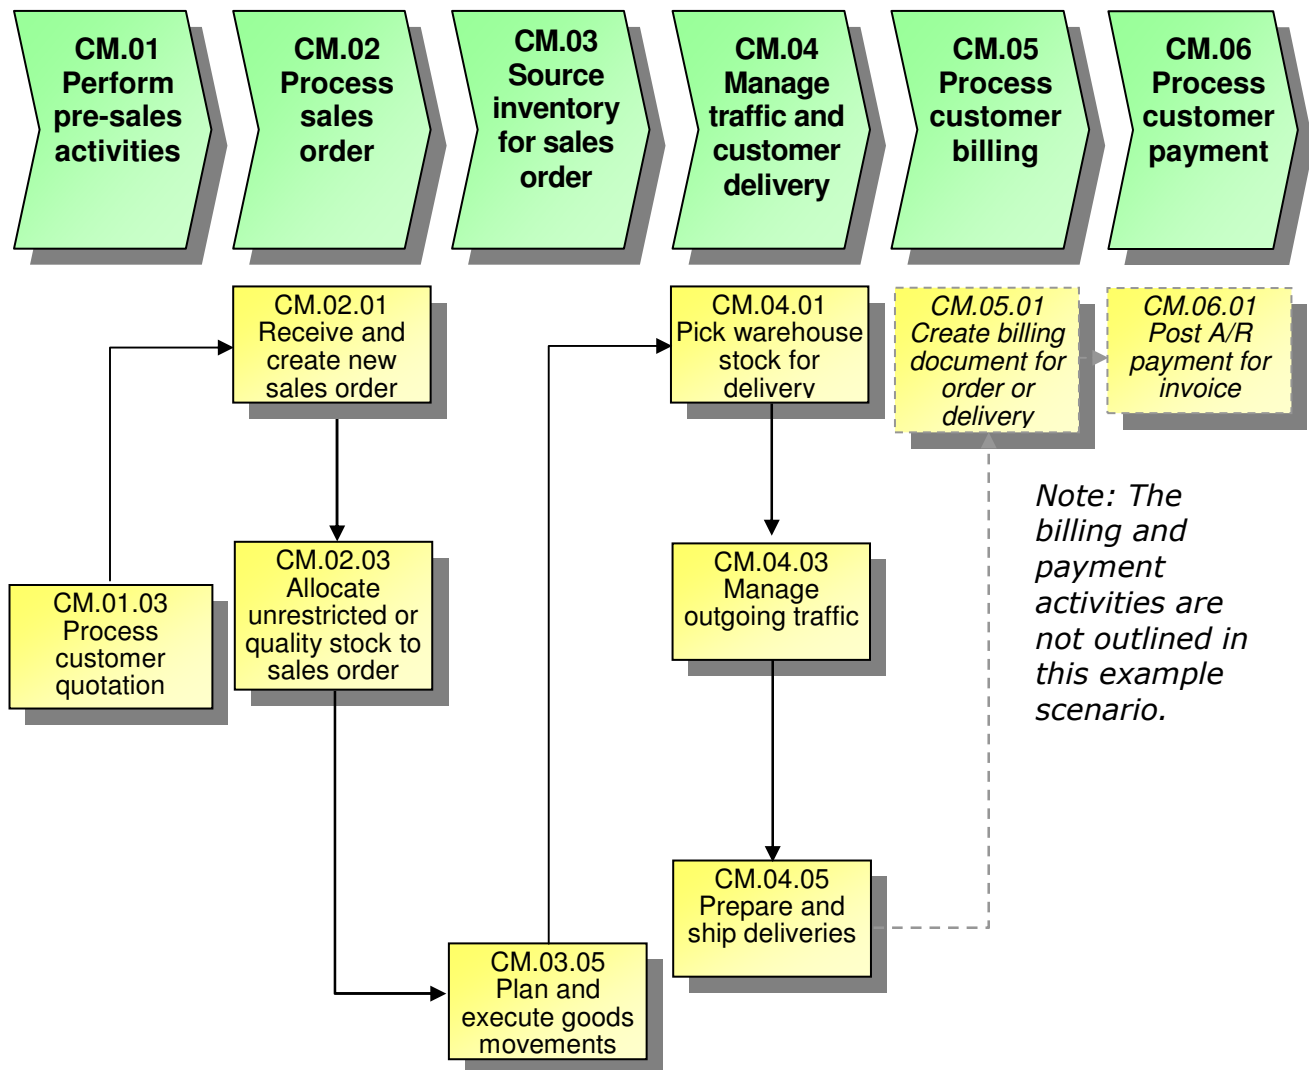 CM.01
Perform
pre-sales
activities
CM.02
Process
sales
order
CM.03
Source
inventory
for sales
order
CM.04
Manage
traffic and
customer
delivery
CM.05
Process
customer
billing
CM.06
Process
customer
payment
CM.02.01
Receive and
create new
sales order
CM.04.01
Pick warehouse
stock for
delivery
CM.05.01
Create billing
document for
order or
delivery
CM.06.01
Post A/R
payment for
invoice
Note: The
billing and
payment
activities are
not outlined in
this example
scenario.
CM.01.03
Process
customer
quotation
CM.02.03
Allocate
unrestricted or
quality stock to
sales order
CM.04.03
Manage
outgoing traffic
CM.04.05
Prepare and
ship deliveries
CM.03.05
Plan and
execute goods
movements